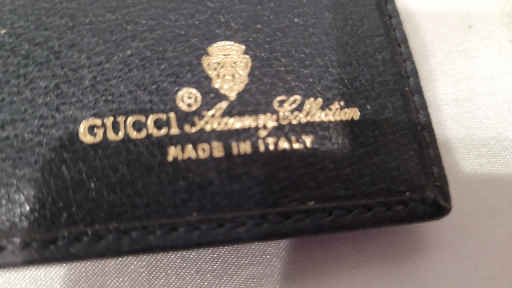 GUCCI® Accessory Collection
MADE IN ITALY